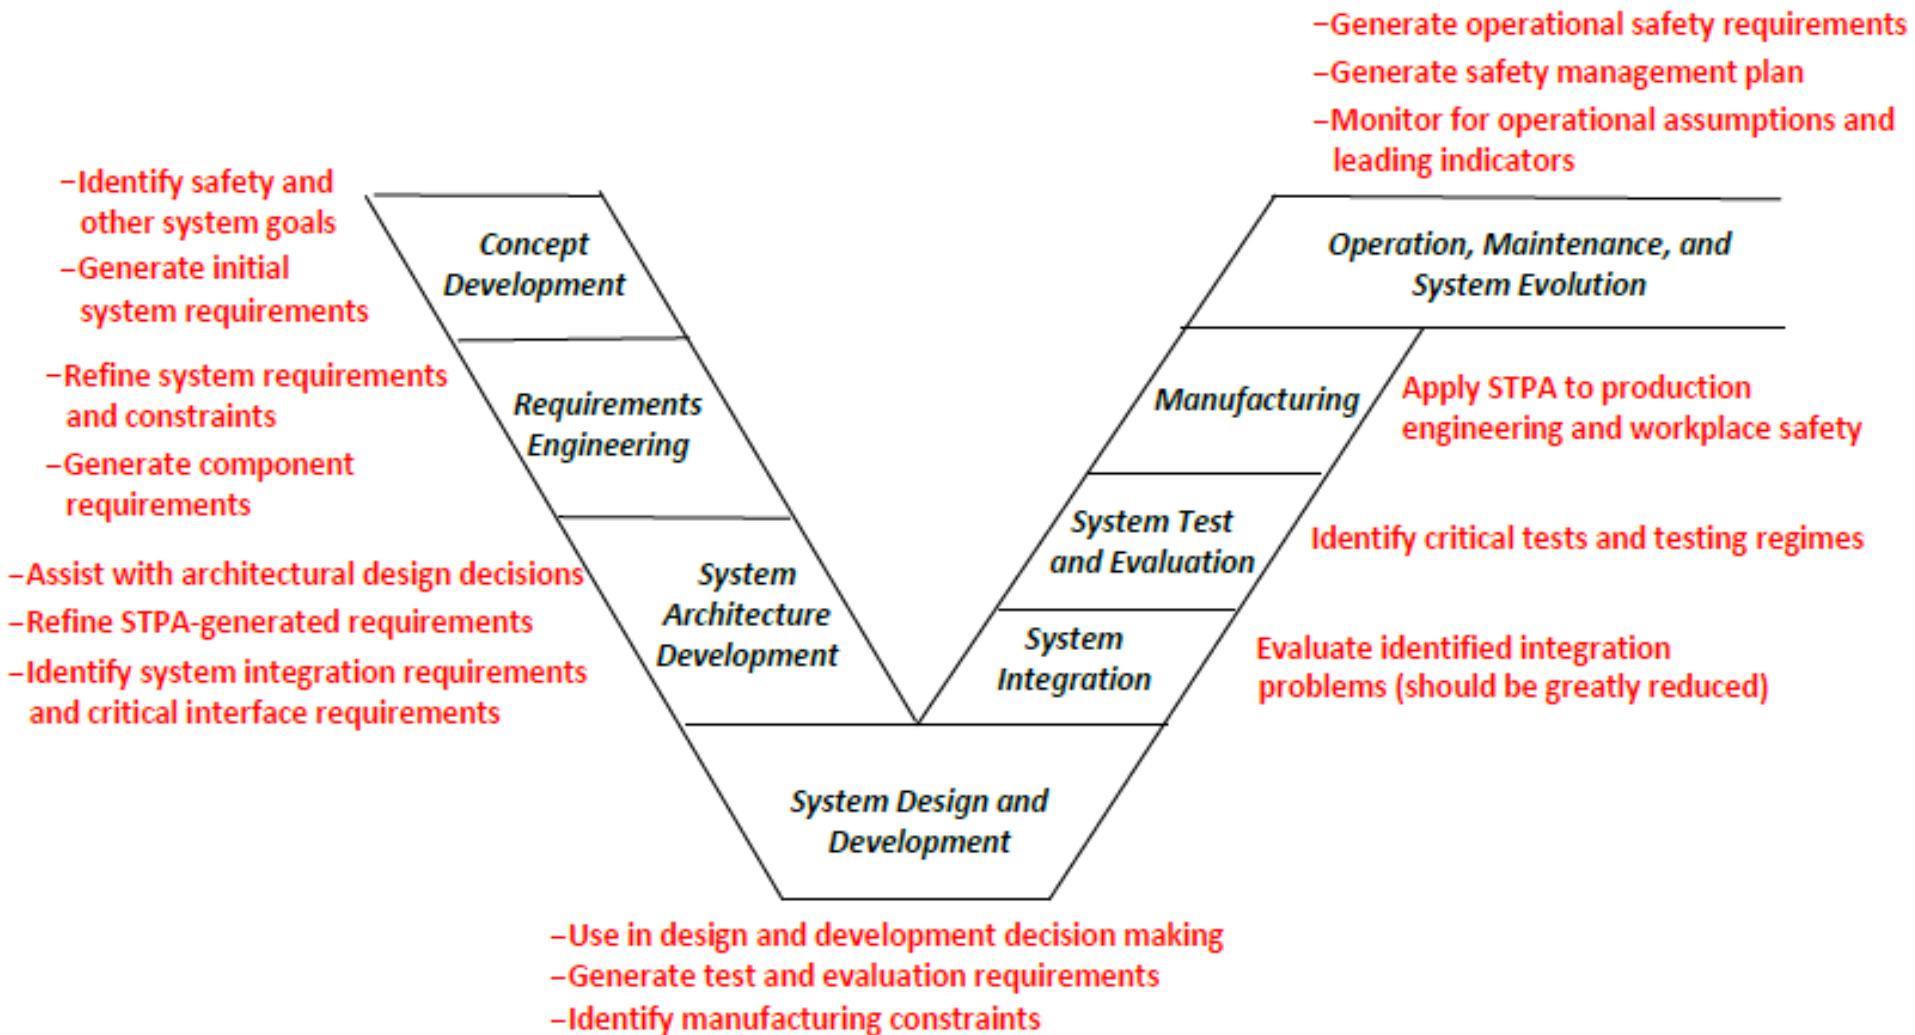 –Generate operational safety requirements
–Generate safety management plan
–Monitor for operational assumptions and
leading indicators
–Identify safety and
other system goals
–Generate initial
system requirements
Concept
Development
Operation, Maintenance, and
System Evolution
–Refine system requirements
and constraints
–Generate component
requirements
Requirements
Engineering
Manufacturing
Apply STPA to production
engineering and workplace safety
–Assist with architectural design decisions
–Refine STPA-generated requirements
–Identify system integration requirements
and critical interface requirements
System
Architecture
Development
System Test
and Evaluation
Identify critical tests and testing regimes
System
Integration
Evaluate identified integration
problems (should be greatly reduced)
System Design and
Development
–Use in design and development decision making
–Generate test and evaluation requirements
–Identify manufacturing constraints